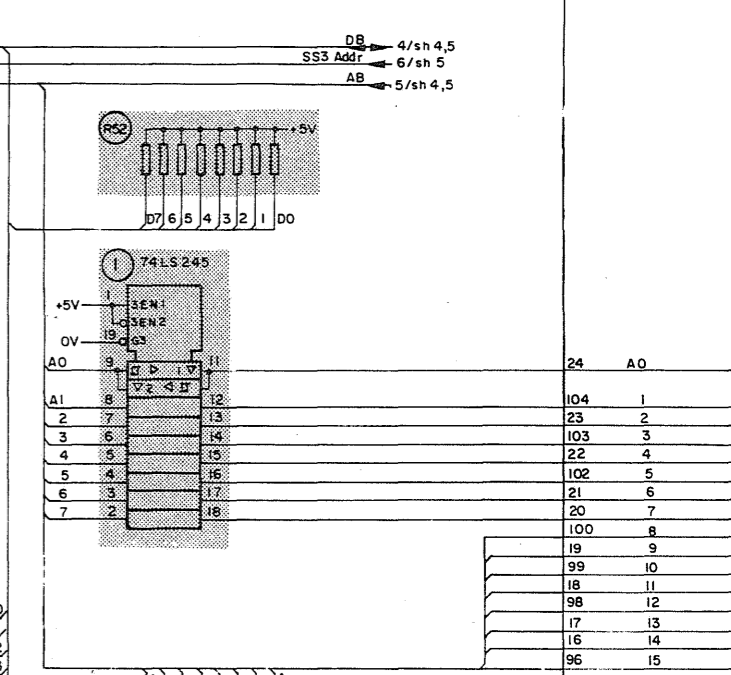 DB 4/sh 4,5
SS3 Addr 6/sh 5
AB 5/sh 4,5
R52
+5V
D7 6 5 4 3 2 1 D0
1 74LS245
1
+5V 3EN1
3EN2
0V 19 G3
A0 9 1 11 24 A0
2
A1 8 12 104 1
2 7 13 23 2
3 6 14 103 3
4 5 15 22 4
5 4 16 102 5
6 3 17 21 6
7 2 18 20 7
100 8
19 9
99 10
18 11
98 12
17 13
16 14
96 15